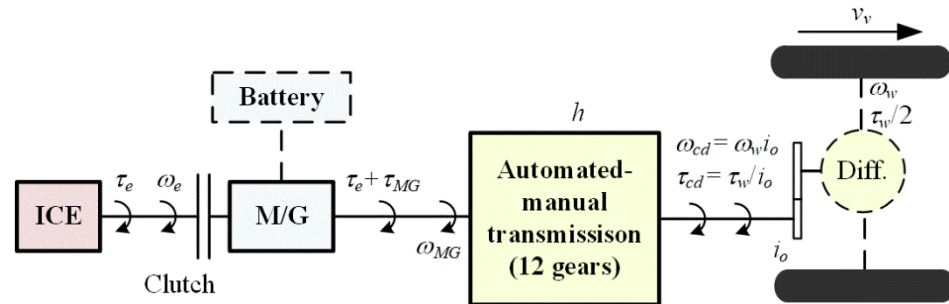 v_v
Battery
h
ω_w
τ_w/2
τ_e
ω_e
τ_e + τ_MG
ω_cd = ω_w i_o
τ_cd = τ_w/i_o
ICE
M/G
Automated-
manual
transmissison
(12 gears)
Diff.
ω_MG
Clutch
i_o